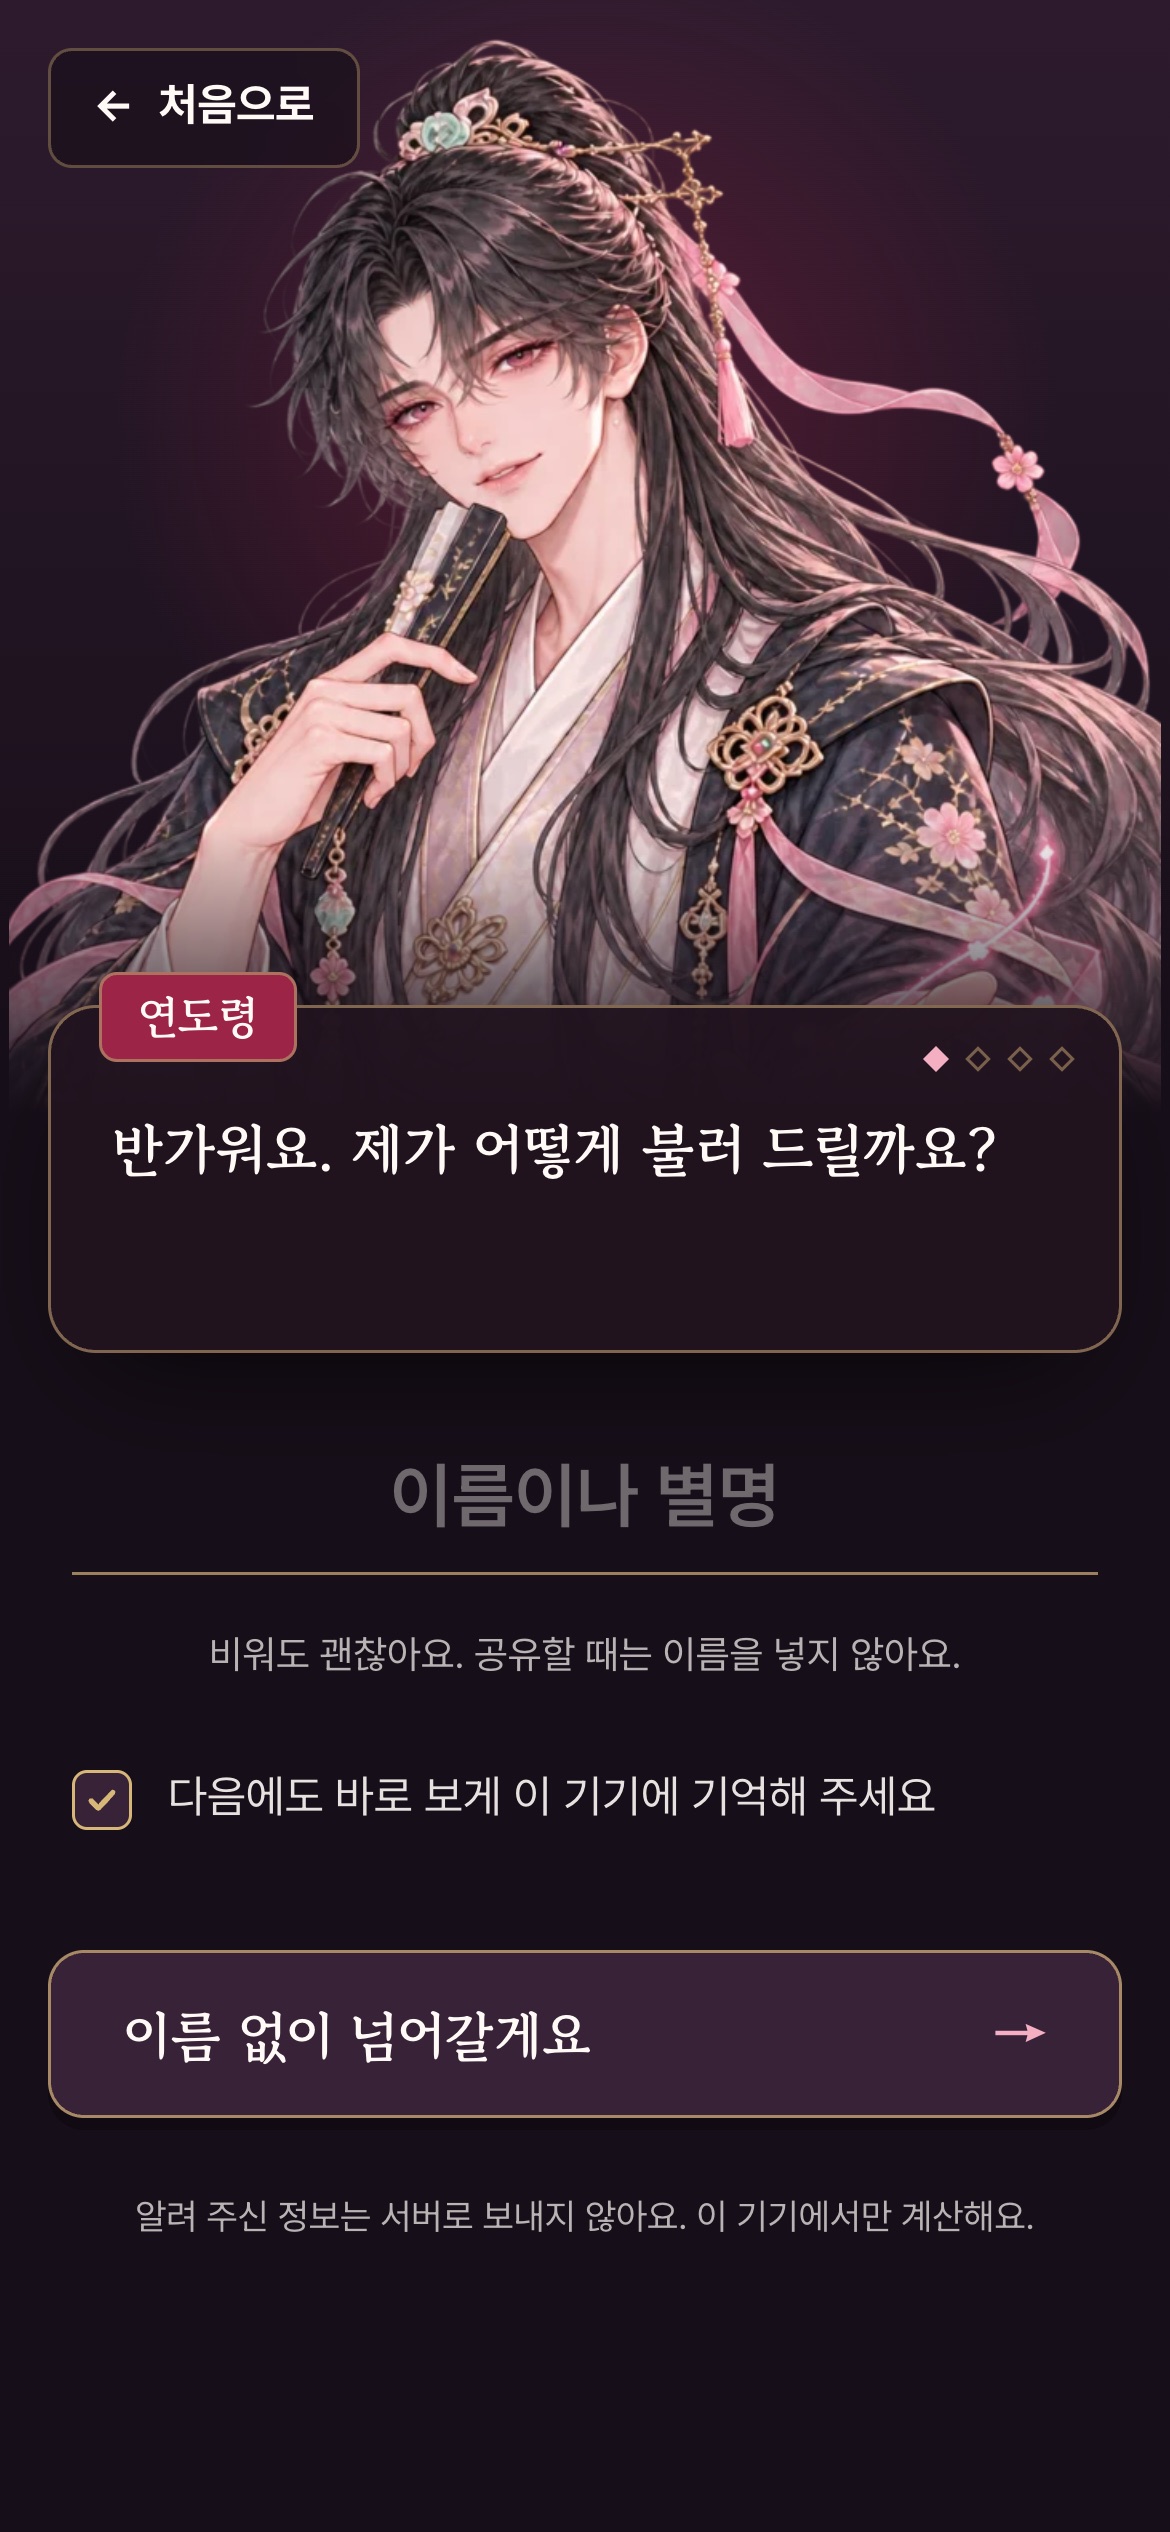 ← 처음으로
연도령
반가워요. 제가 어떻게 불러 드릴까요?
이름이나 별명
비워도 괜찮아요. 공유할 때는 이름을 넣지 않아요.
다음에도 바로 보게 이 기기에 기억해 주세요
이름 없이 넘어갈게요 →
알려 주신 정보는 서버로 보내지 않아요. 이 기기에서만 계산해요.